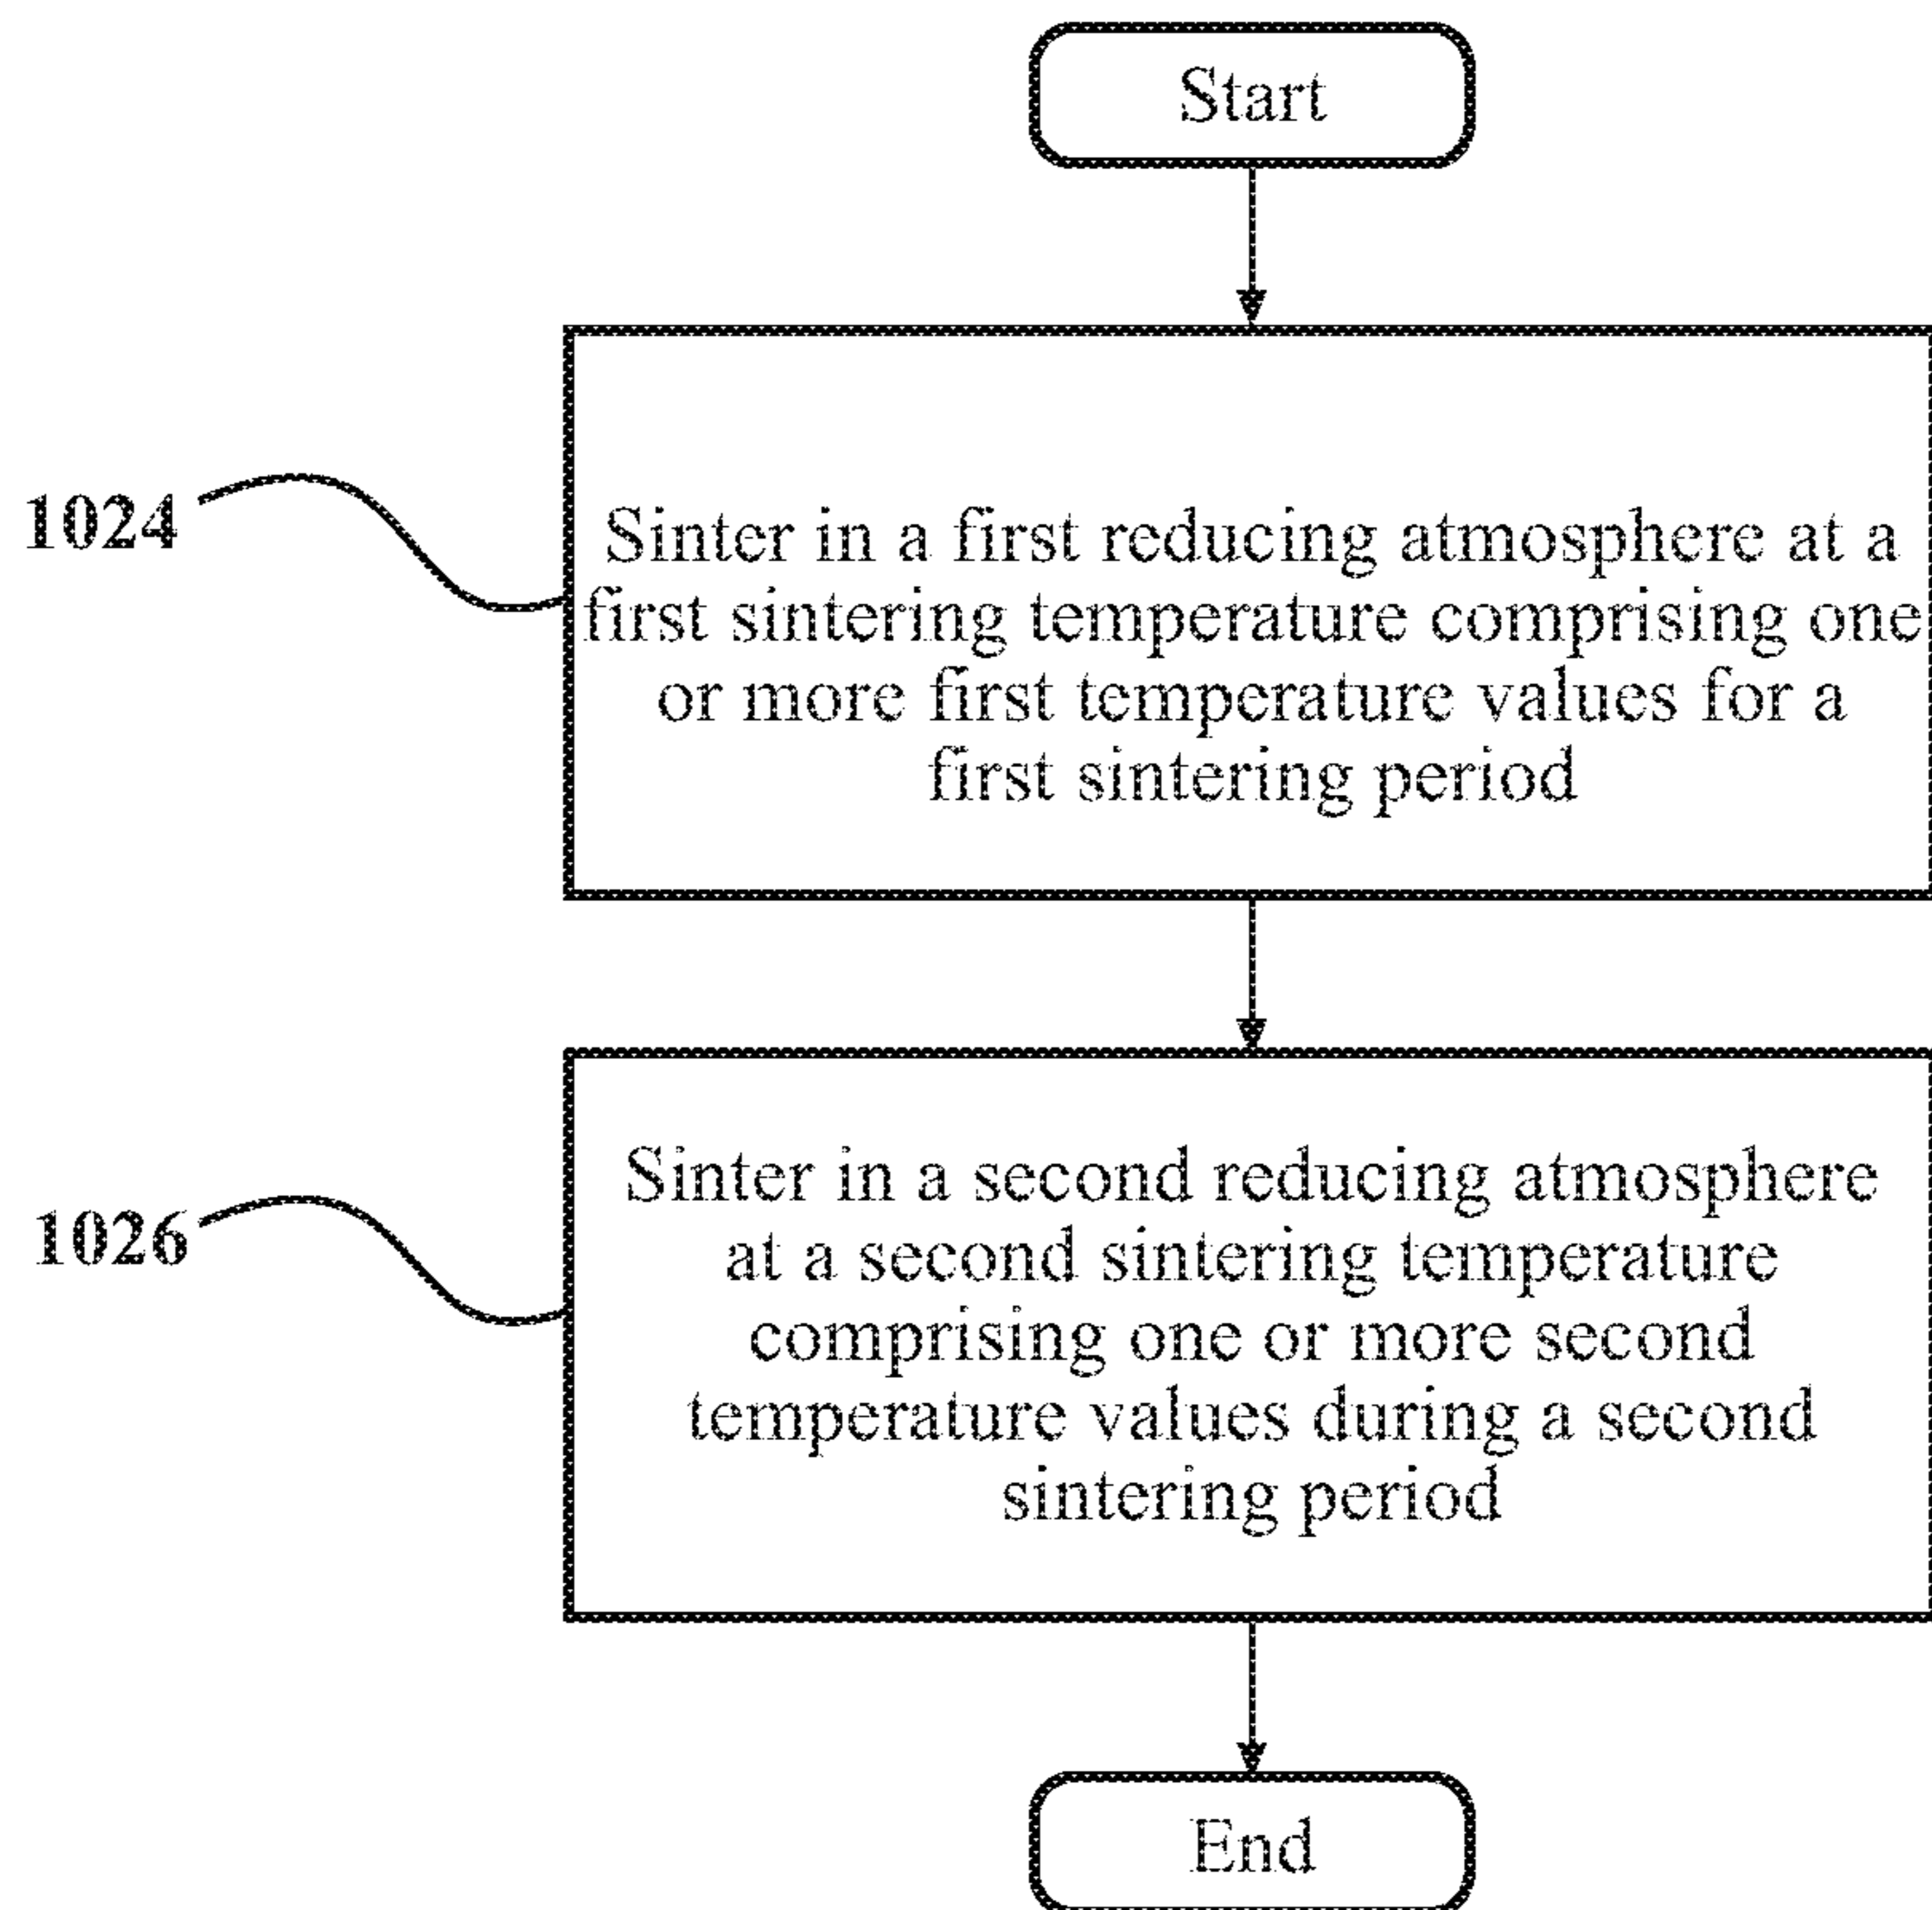 Start
1024
Sinter in a first reducing atmosphere at a
first sintering temperature comprising one
or more first temperature values for a
first sintering period
1026
Sinter in a second reducing atmosphere
at a second sintering temperature
comprising one or more second
temperature values during a second
sintering period
End